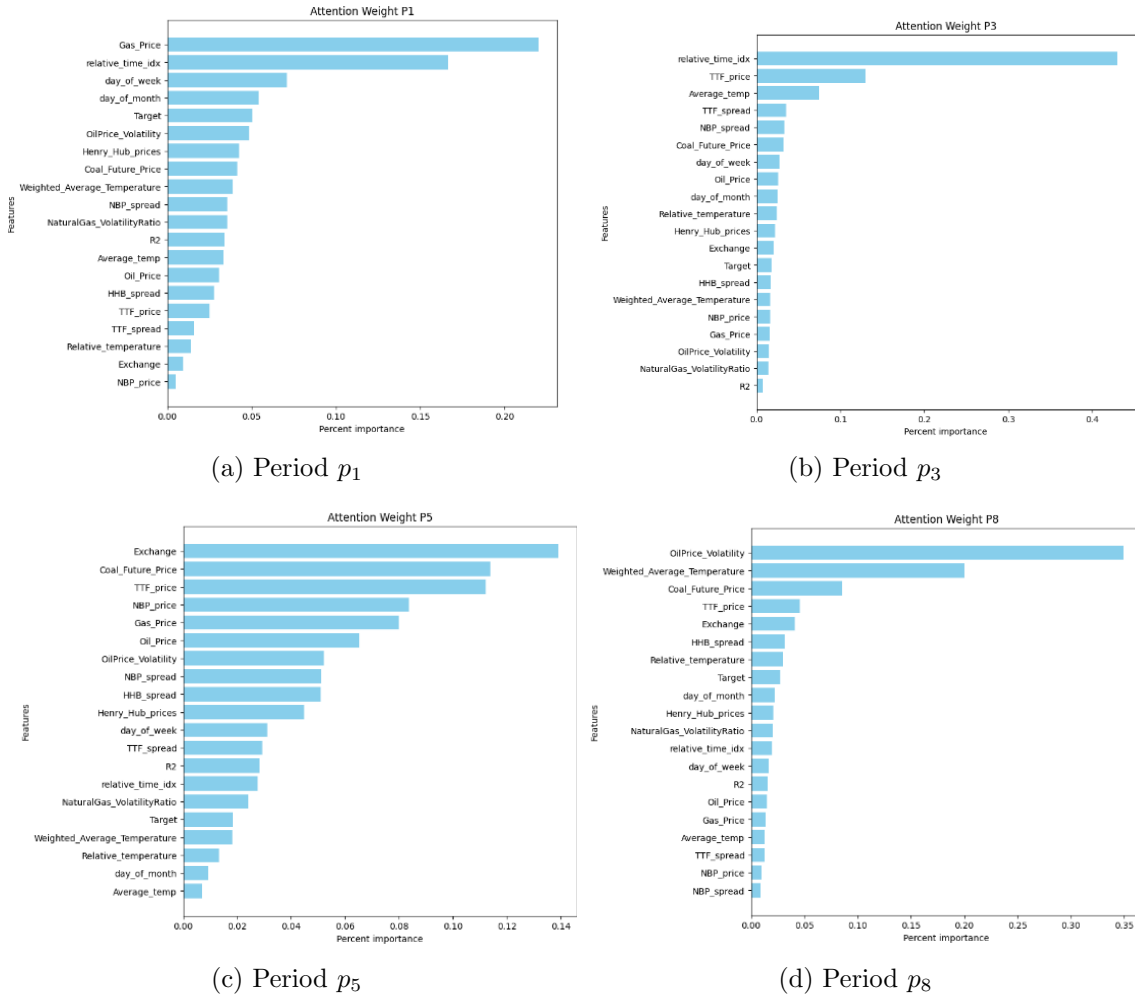 Attention Weight P1
Gas_Price
relative_time_idx
day_of_week
day_of_month
Target
OilPrice_Volatility
Henry_Hub_prices
Coal_Future_Price
Weighted_Average_Temperature
NBP_spread
NaturalGas_VolatilityRatio
R2
Average_temp
Oil_Price
HHB_spread
TTF_price
TTF_spread
Relative_temperature
Exchange
NBP_price
Features
0.00 0.05 0.10 0.15 0.20
Percent importance
(a) Period p1
Attention Weight P3
relative_time_idx
TTF_price
Average_temp
TTF_spread
NBP_spread
Coal_Future_Price
day_of_week
Oil_Price
day_of_month
Relative_temperature
Henry_Hub_prices
Exchange
Target
HHB_spread
Weighted_Average_Temperature
NBP_price
Gas_Price
OilPrice_Volatility
NaturalGas_VolatilityRatio
R2
Features
0.0 0.1 0.2 0.3 0.4
Percent importance
(b) Period p3
Attention Weight P5
Exchange
Coal_Future_Price
TTF_price
NBP_price
Gas_Price
Oil_Price
OilPrice_Volatility
NBP_spread
HHB_spread
Henry_Hub_prices
day_of_week
TTF_spread
R2
relative_time_idx
NaturalGas_VolatilityRatio
Target
Weighted_Average_Temperature
Relative_temperature
day_of_month
Average_temp
Features
0.00 0.02 0.04 0.06 0.08 0.10 0.12 0.14
Percent importance
(c) Period p5
Attention Weight P8
OilPrice_Volatility
Weighted_Average_Temperature
Coal_Future_Price
TTF_price
Exchange
HHB_spread
Relative_temperature
Target
day_of_month
Henry_Hub_prices
NaturalGas_VolatilityRatio
relative_time_idx
day_of_week
R2
Oil_Price
Gas_Price
Average_temp
TTF_spread
NBP_price
NBP_spread
Features
0.00 0.05 0.10 0.15 0.20 0.25 0.30 0.35
Percent importance
(d) Period p8